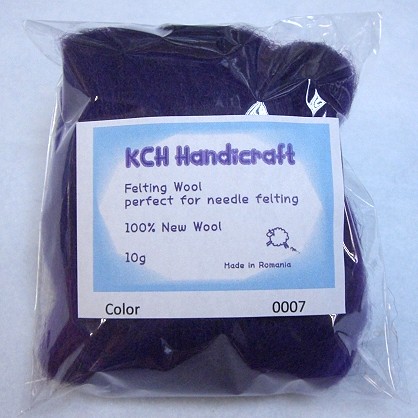 KCH Handicraft
Felting Wool
perfect for needle felting
100% New Wool
10g
Made in Romania
Color 0007